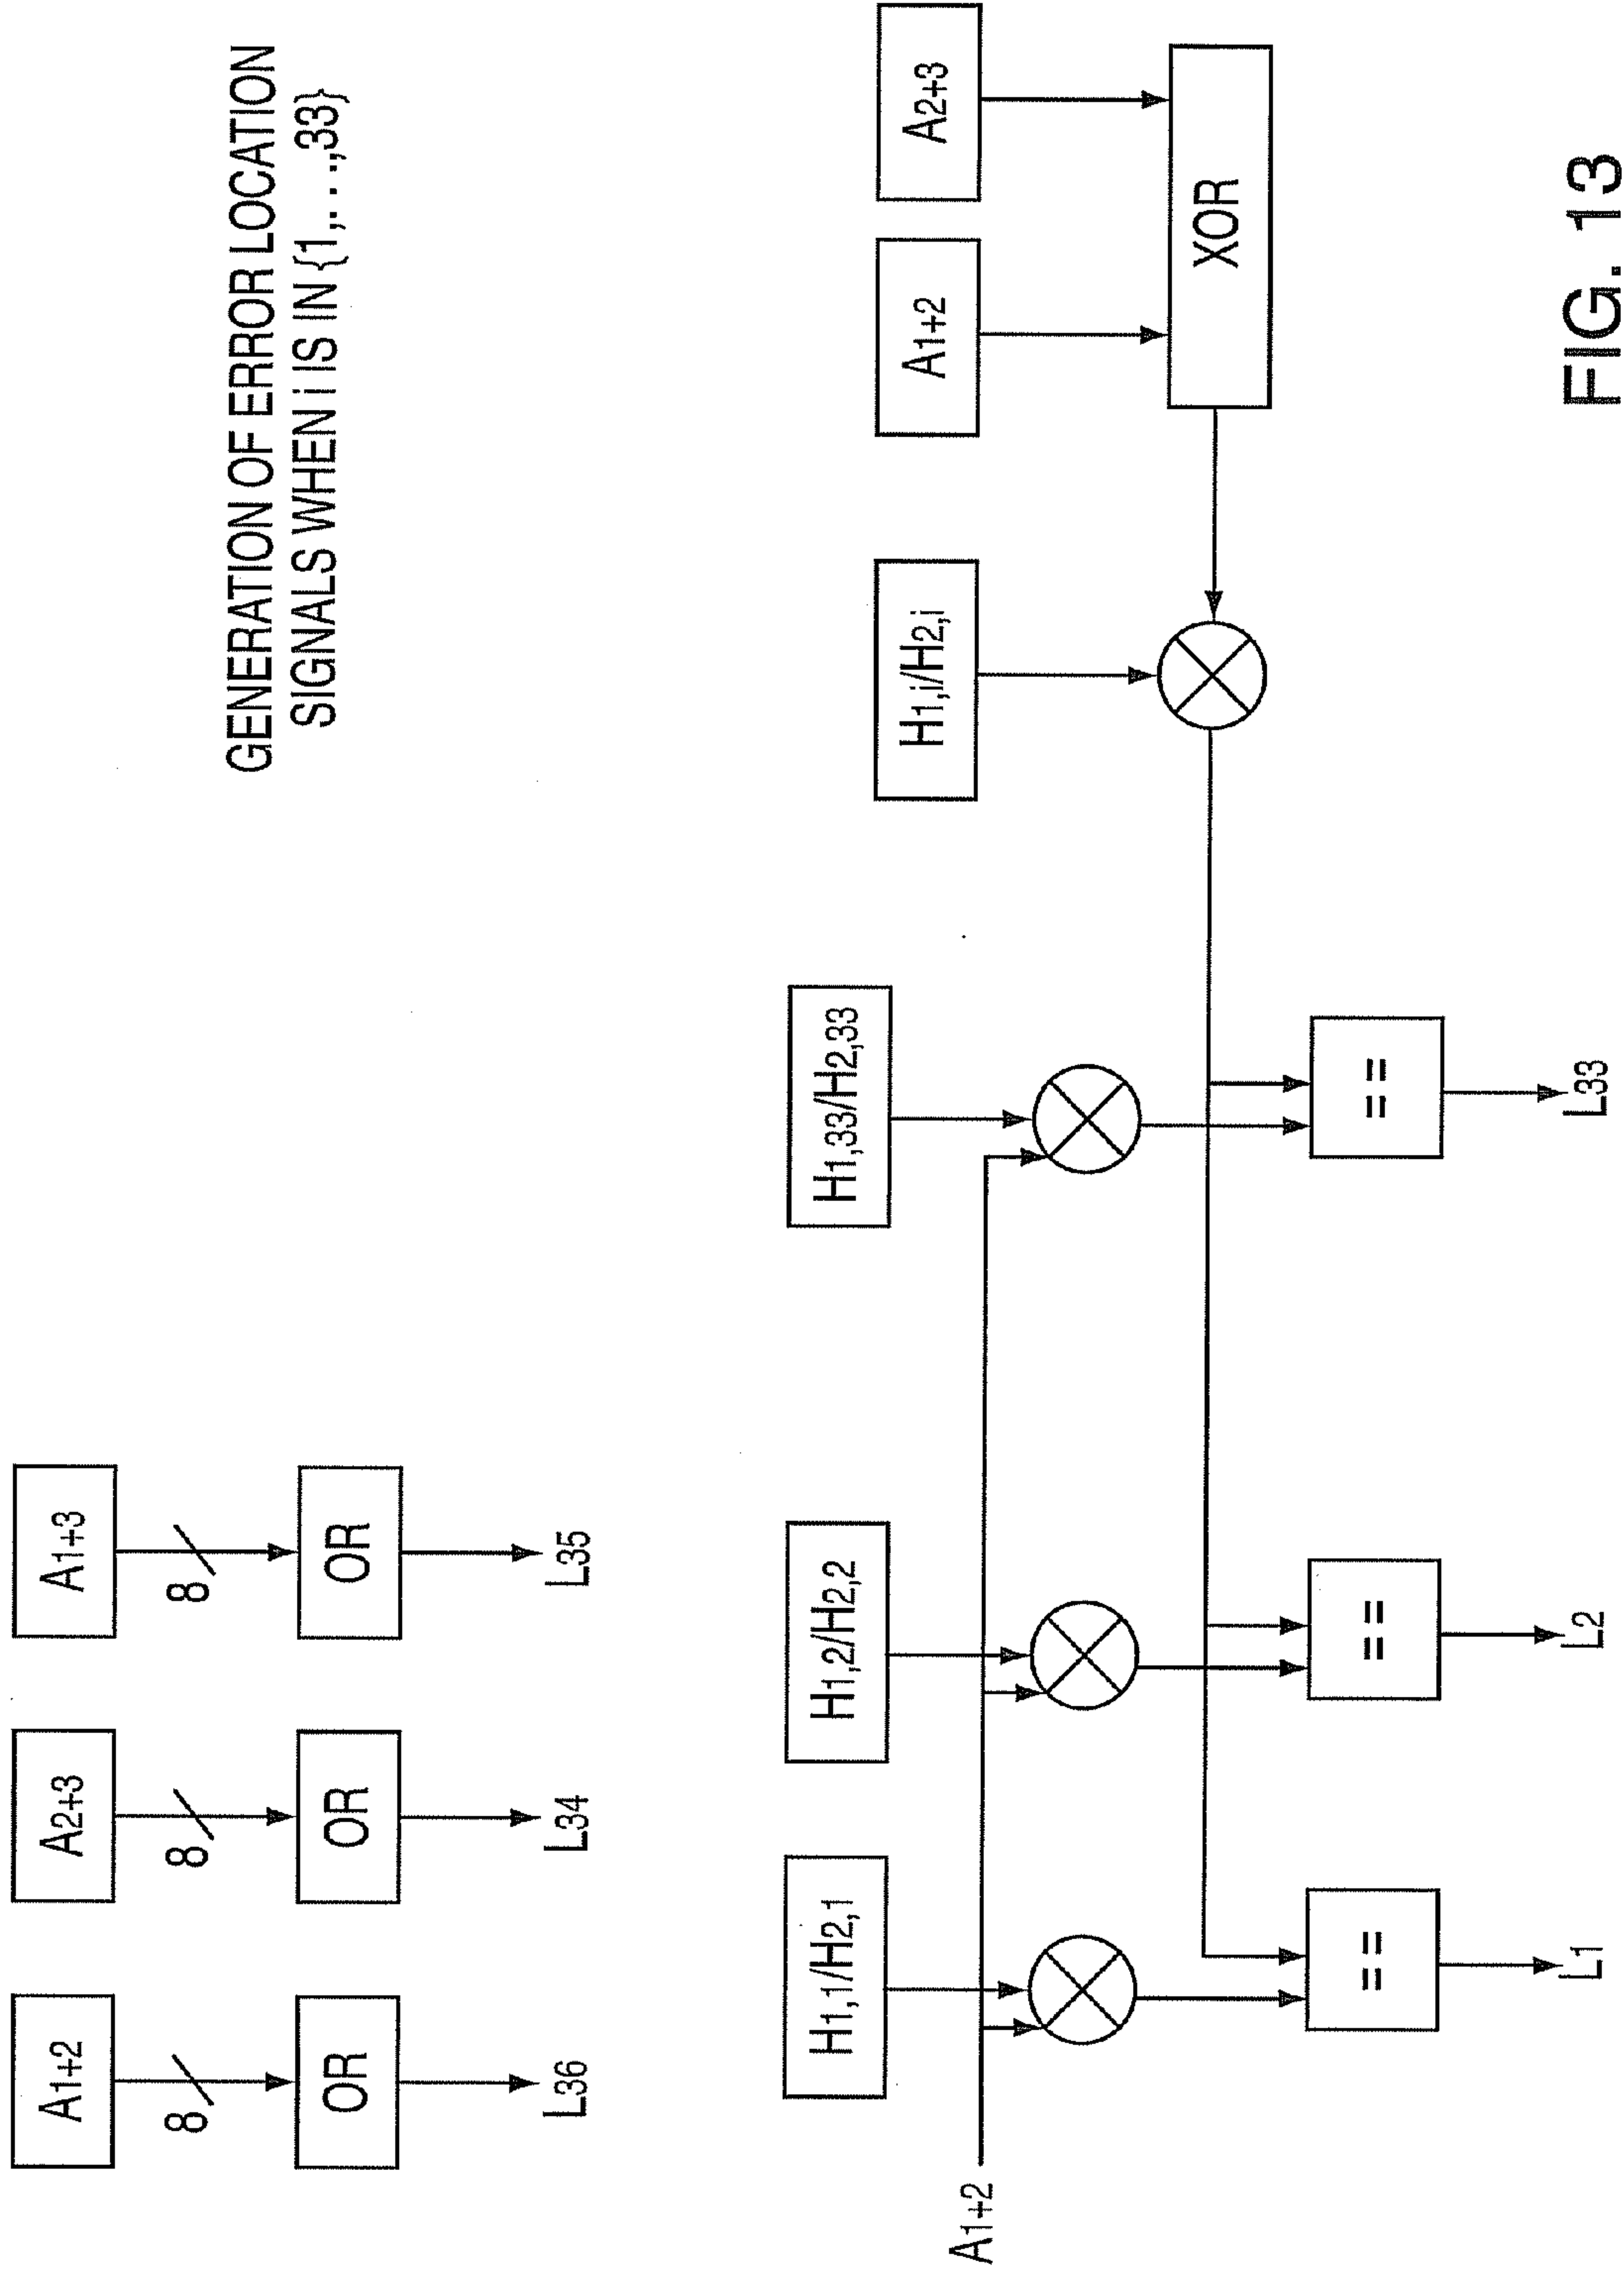 GENERATION OF ERROR LOCATION
SIGNALS WHEN i IS IN {1,. . .,33}
A1+2
A2+3
A1+3
8
8
8
OR
OR
OR
L36
L34
L35
H1,1/H2,1
H1,2/H2,2
H1,33/H2,33
H1,i/H2,i
A1+2
A2+3
A1+2
XOR
==
==
==
L1
L2
L33
FIG. 13